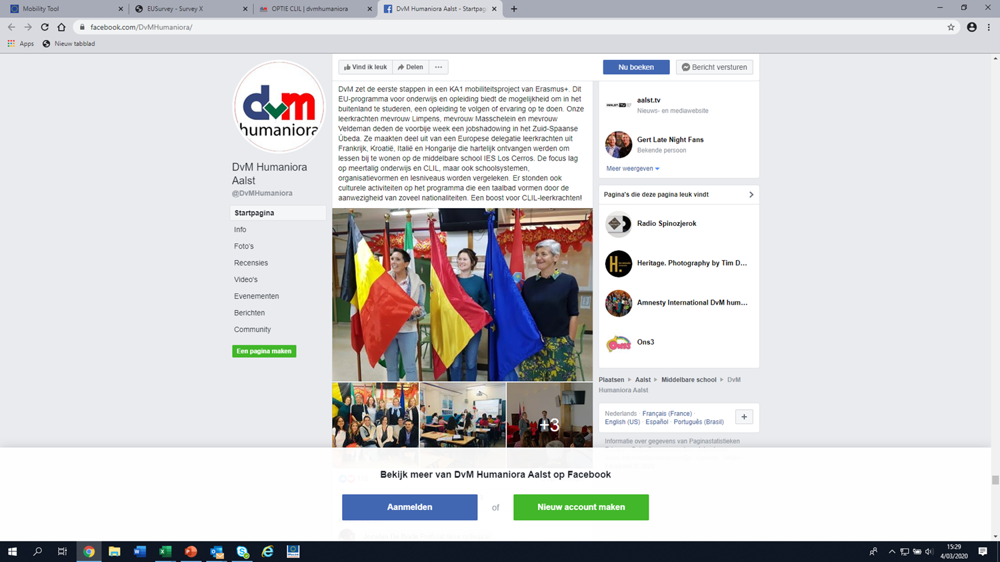 Mobility Tool
EUSurvey - Survey X
OPTIE CLIL | dvmhumaniora
DvM Humaniora Aalst - Startpag
facebook.com/DvMHumaniora/
Apps
Nieuw tabblad
dvm
humaniora
DvM Humaniora
Aalst
@DvMHumaniora
Startpagina
Info
Foto's
Recensies
Video's
Evenementen
Berichten
Community
Een pagina maken
Vind ik leuk
Delen
Nu boeken
Bericht versturen
DvM zet de eerste stappen in een KA1 mobiliteitsproject van Erasmus+. Dit
EU-programma voor onderwijs en opleiding biedt de mogelijkheid om in het
buitenland te studeren, een opleiding te volgen of ervaring op te doen. Onze
leerkrachten mevrouw Limpens, mevrouw Masschelein en mevrouw
Veldeman deden de voorbije week een jobshadowing in het Zuid-Spaanse
Úbeda. Ze maakten deel uit van een Europese delegatie leerkrachten uit
Frankrijk, Kroatië, Italië en Hongarije die hartelijk ontvangen werden om
lessen bij te wonen op de middelbare school IES Los Cerros. De focus lag
op meertalig onderwijs en CLIL, maar ook schoolsystemen,
organisatievormen en lesniveaus worden vergeleken. Er stonden ook
culturele activiteiten op het programma die een taalbad vormen door de
aanwezigheid van zoveel nationaliteiten. Een boost voor CLIL-leerkrachten!
+3
aalst.tv
Nieuws- en mediawebsite
Gert Late Night Fans
Bekende persoon
Meer weergeven
Pagina's die deze pagina leuk vindt
Radio Spinozjerok
Heritage. Photography by Tim D...
Amnesty International DvM hum...
Ons3
Plaatsen
Aalst
Middelbare school
DvM
Humaniora Aalst
Nederlands · Français (France) ·
English (US) · Español · Português (Brasil)
Informatie over gegevens van Paginastatistieken
Bekijk meer van DvM Humaniora Aalst op Facebook
Aanmelden
of
Nieuw account maken
15:29
4/03/2020